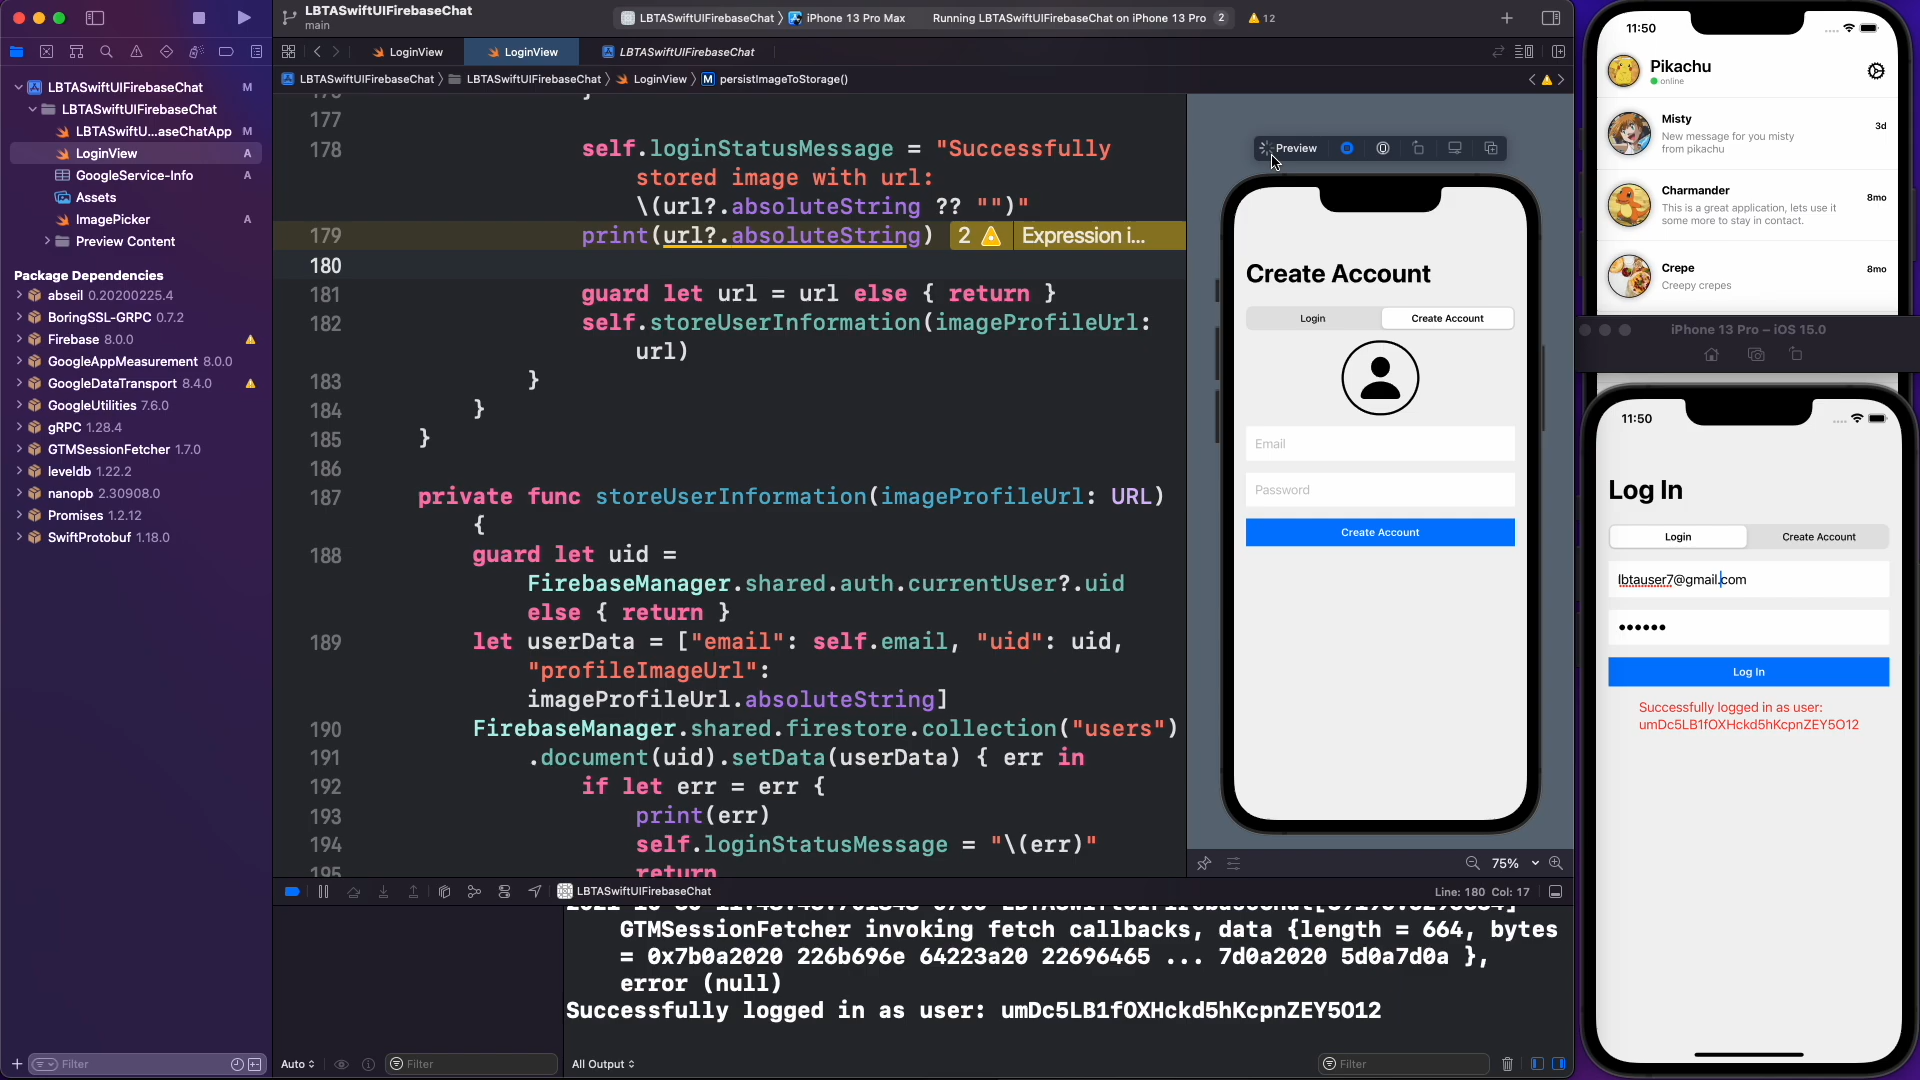 LBTASwiftUIFirebaseChat
main
LBTASwiftUIFirebaseChat
iPhone 13 Pro Max
Running LBTASwiftUIFirebaseChat on iPhone 13 Pro
2
12
LoginView
LoginView
LBTASwiftUIFirebaseChat
LBTASwiftUIFirebaseChat
LBTASwiftUIFirebaseChat
LoginView
M
persistImageToStorage()
LBTASwiftUIFirebaseChat M
LBTASwiftUIFirebaseChat
LBTASwiftU...aseChatApp M
LoginView A
GoogleService-Info A
Assets
ImagePicker A
Preview Content
Package Dependencies
abseil 0.20200225.4
BoringSSL-GRPC 0.7.2
Firebase 8.0.0
GoogleAppMeasurement 8.0.0
GoogleDataTransport 8.4.0
GoogleUtilities 7.6.0
gRPC 1.28.4
GTMSessionFetcher 1.7.0
leveldb 1.22.2
nanopb 2.30908.0
Promises 1.2.12
SwiftProtobuf 1.18.0
Filter
177
178 self.loginStatusMessage = "Successfully
stored image with url:
\(url?.absoluteString ?? "")"
179 print(url?.absoluteString) 2 Expression i...
180
181 guard let url = url else { return }
182 self.storeUserInformation(imageProfileUrl:
url)
183 }
184 }
185 }
186
187 private func storeUserInformation(imageProfileUrl: URL)
{
188 guard let uid =
FirebaseManager.shared.auth.currentUser?.uid
else { return }
189 let userData = ["email": self.email, "uid": uid,
"profileImageUrl":
imageProfileUrl.absoluteString]
190 FirebaseManager.shared.firestore.collection("users")
191 .document(uid).setData(userData) { err in
192 if let err = err {
193 print(err)
194 self.loginStatusMessage = "\(err)"
195 return
Preview
Create Account
Login
Create Account
Email
Password
Create Account
75%
LBTASwiftUIFirebaseChat
Line: 180 Col: 17
GTMSessionFetcher invoking fetch callbacks, data {length = 664, bytes
= 0x7b0a2020 226b696e 64223a20 22696465 ... 7d0a2020 5d0a7d0a },
error (null)
Successfully logged in as user: umDc5LB1fOXHckd5hKcpnZEY5O12
Auto
Filter
All Output
Filter
11:50
Pikachu
online
Misty
New message for you misty
from pikachu
3d
Charmander
This is a great application, lets use it
some more to stay in contact.
8mo
Crepe
Creepy crepes
8mo
iPhone 13 Pro – iOS 15.0
11:50
Log In
Login
Create Account
lbtauser7@gmail.com
••••••
Log In
Successfully logged in as user:
umDc5LB1fOXHckd5hKcpnZEY5O12